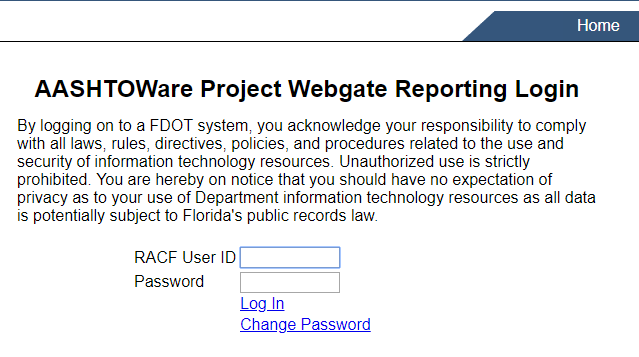 Home
AASHTOWare Project Webgate Reporting Login
By logging on to a FDOT system, you acknowledge your responsibility to comply
with all laws, rules, directives, policies, and procedures related to the use and
security of information technology resources. Unauthorized use is strictly
prohibited. You are hereby on notice that you should have no expectation of
privacy as to your use of Department information technology resources as all data
is potentially subject to Florida's public records law.
RACF User ID
Password
Log In
Change Password